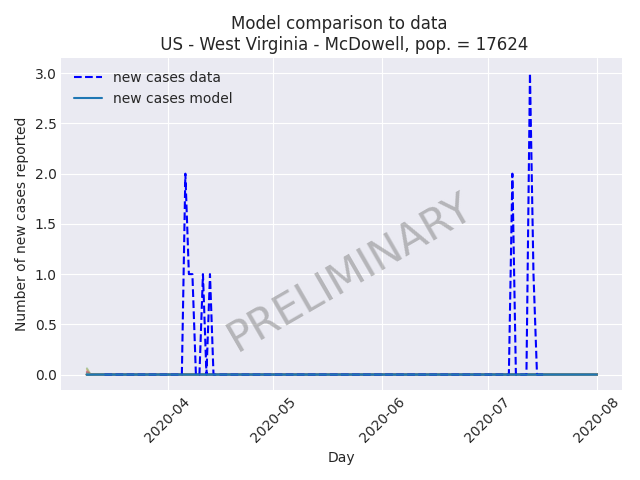 Model comparison to data
US - West Virginia - McDowell, pop. = 17624
new cases data
new cases model
3.0
2.5
2.0
1.5
1.0
0.5
0.0
Number of new cases reported
PRELIMINARY
2020-04
2020-05
2020-06
2020-07
2020-08
Day